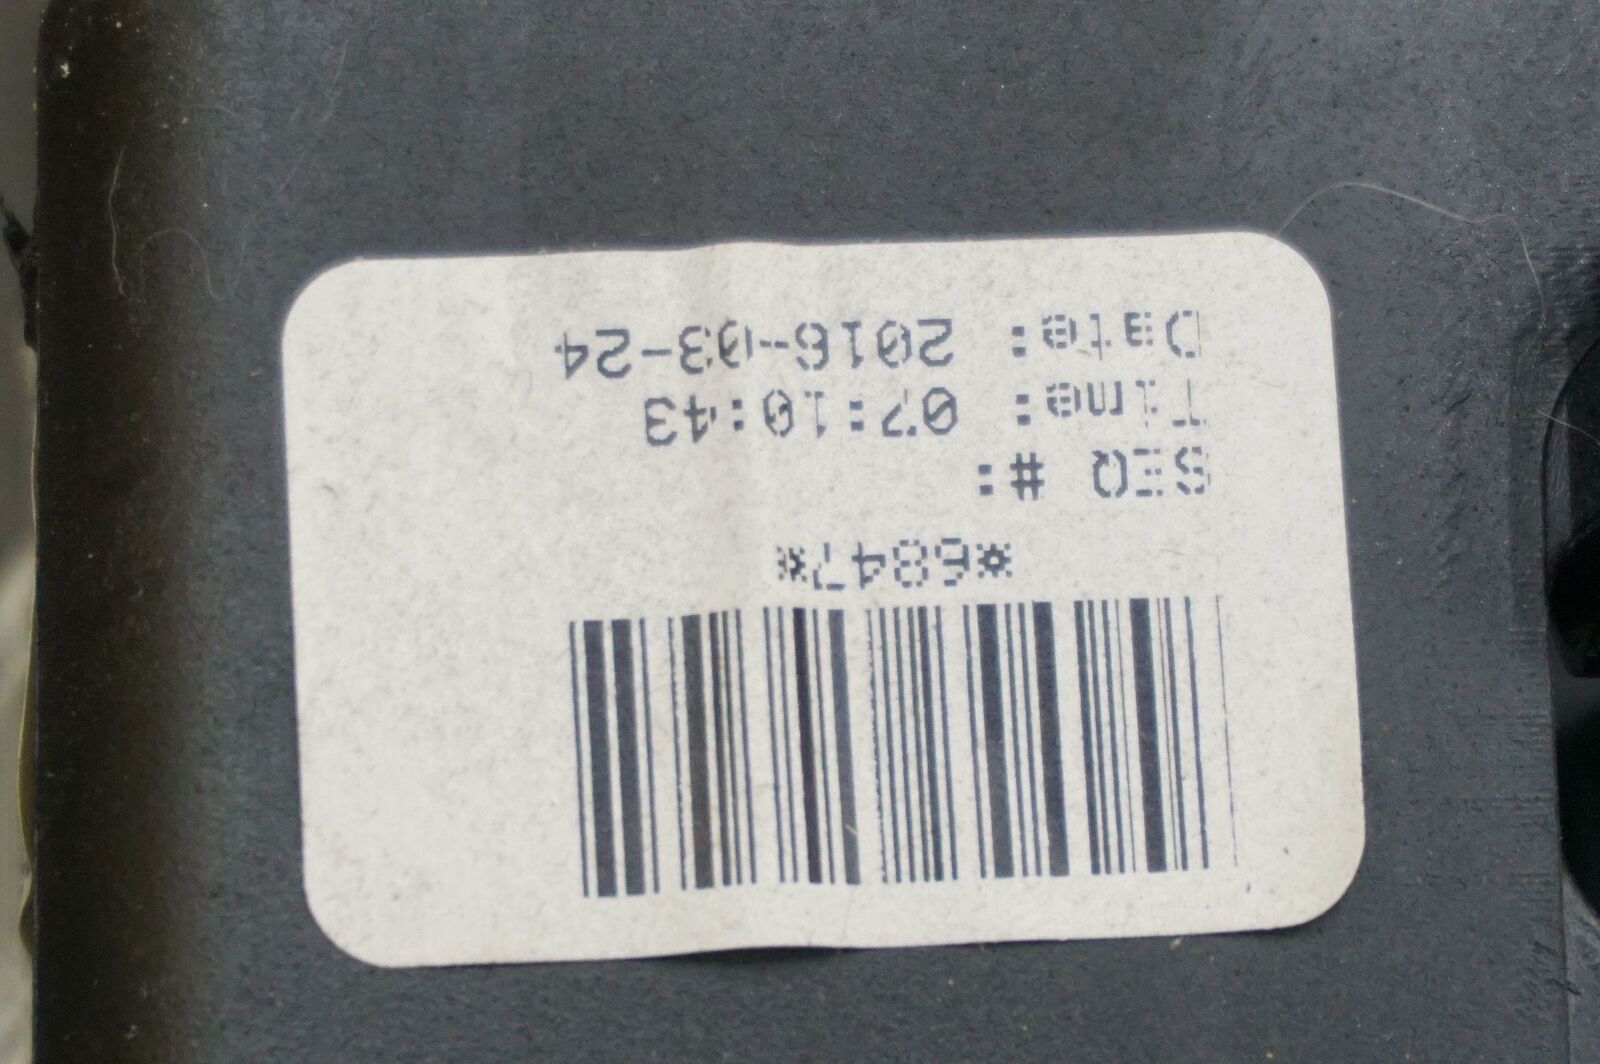 *6847*
SEQ #:
Time: 07:10:43
Date: 2016-03-24